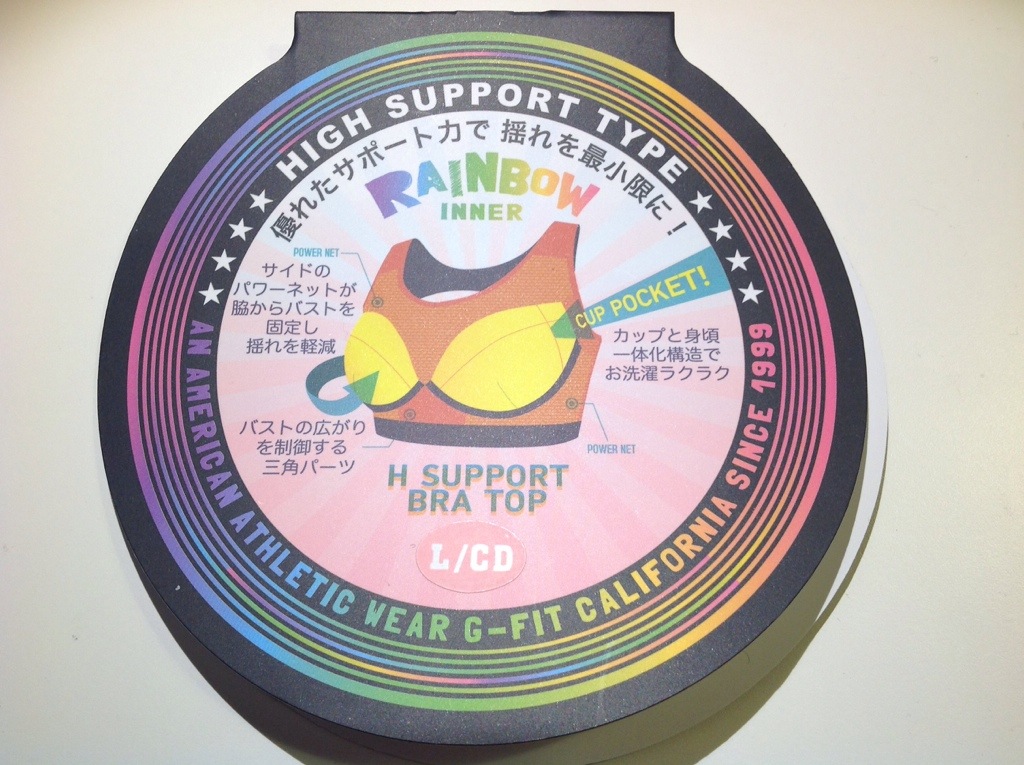 HIGH SUPPORT TYPE
優れたサポート力で 揺れを最小限に!
RAINBOW
INNER
POWER NET
サイドの
パワーネットが
脇からバストを
固定し
揺れを軽減
CUP POCKET!
カップと身頃
一体化構造で
お洗濯ラクラク
バストの広がり
を制御する
三角パーツ
POWER NET
H SUPPORT
BRA TOP
L/CD
AN AMERICAN ATHLETIC WEAR G-FIT CALIFORNIA SINCE 1999